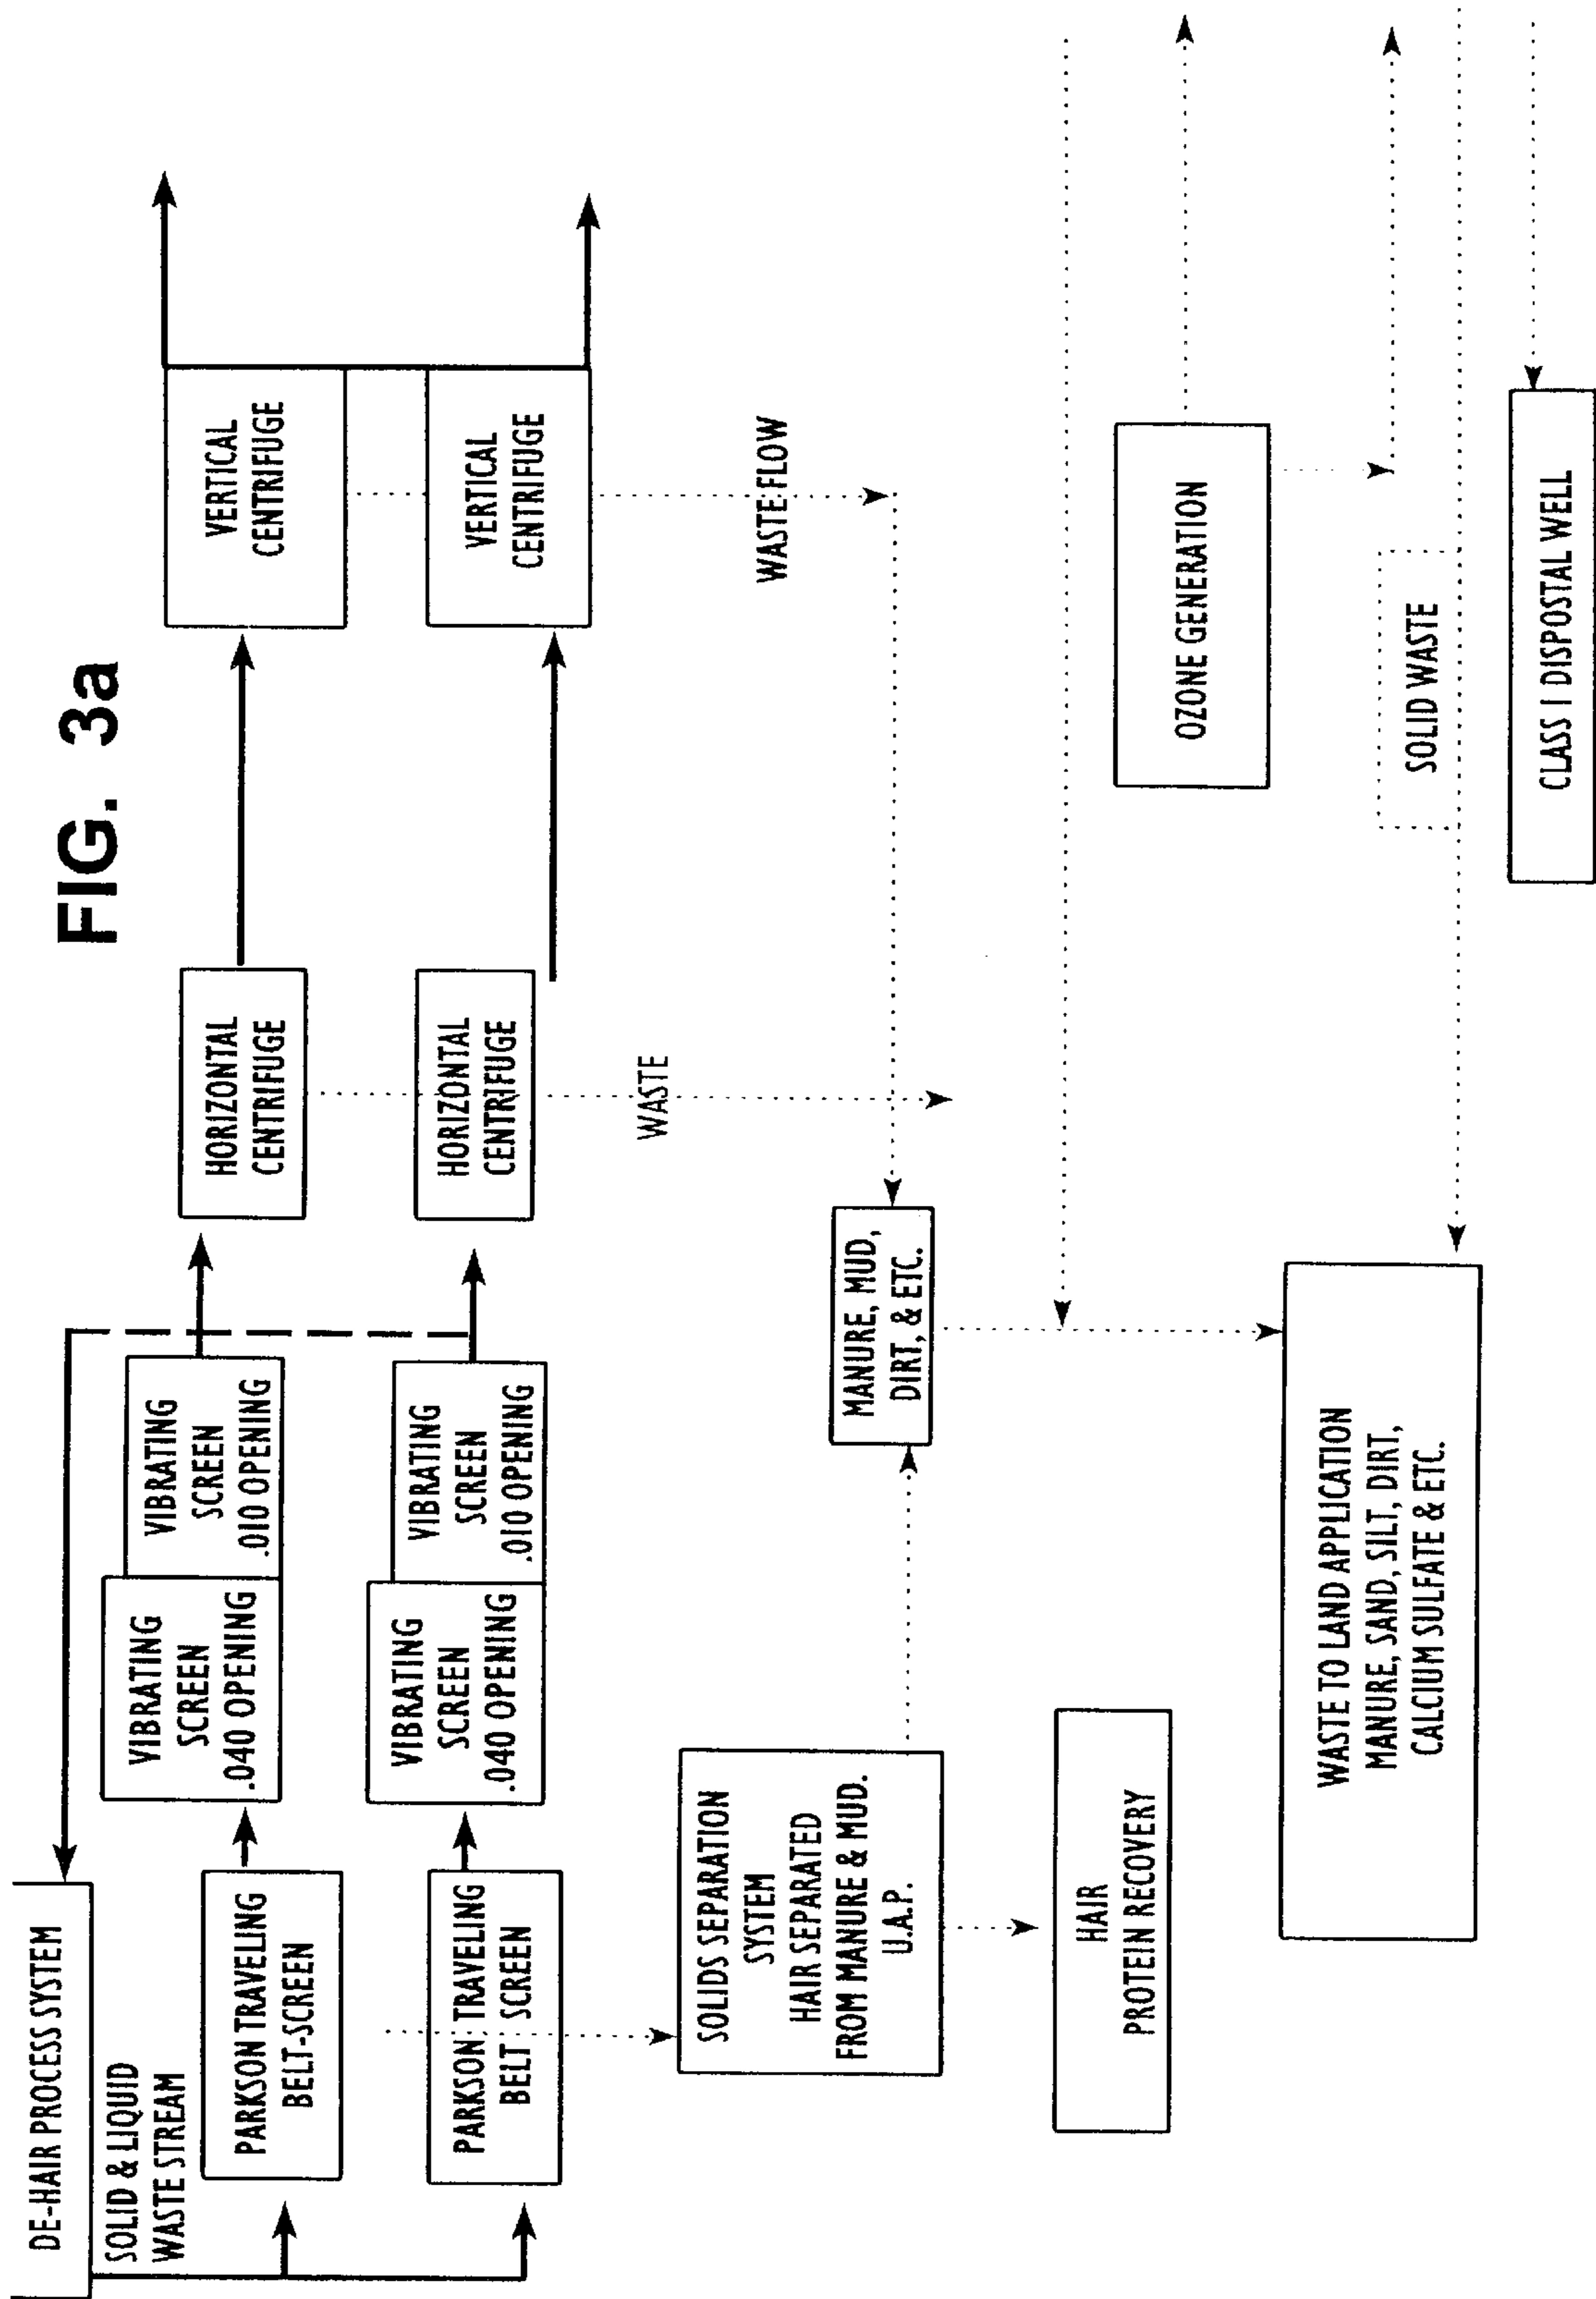 FIG. 3a
DE-HAIR PROCESS SYSTEM
SOLID & LIQUID
WASTE STREAM
PARKSON TRAVELING
BELT-SCREEN
VIBRATING
SCREEN
.040 OPENING
VIBRATING
SCREEN
.010 OPENING
HORIZONTAL
CENTRIFUGE
VERTICAL
CENTRIFUGE
PARKSON TRAVELING
BELT SCREEN
VIBRATING
SCREEN
.040 OPENING
VIBRATING
SCREEN
.010 OPENING
HORIZONTAL
CENTRIFUGE
VERTICAL
CENTRIFUGE
WASTE
WASTE FLOW
SOLIDS SEPARATION
SYSTEM
HAIR SEPARATED
FROM MANURE & MUD.
U.A.P.
MANURE, MUD,
DIRT, & ETC.
HAIR
PROTEIN RECOVERY
OZONE GENERATION
WASTE TO LAND APPLICATION
MANURE, SAND, SILT, DIRT,
CALCIUM SULFATE & ETC.
SOLID WASTE
CLASS I DISPOSTAL WELL